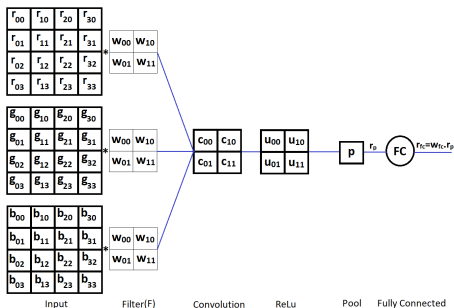 r00 r10 r20 r30
r01 r11 r21 r31
r02 r12 r22 r32
r03 r13 r23 r33
*
w00 w10
w01 w11
g00 g10 g20 g30
g01 g11 g21 g31
g02 g12 g22 g32
g03 g13 g23 g33
*
w00 w10
w01 w11
b00 b10 b20 b30
b01 b11 b21 b31
b02 b12 b22 b32
b03 b13 b23 b33
*
w00 w10
w01 w11
c00 c10
c01 c11
u00 u10
u01 u11
p
rp
FC
rfc=wfc.rp
Input Filter(F) Convolution ReLu Pool Fully Connected